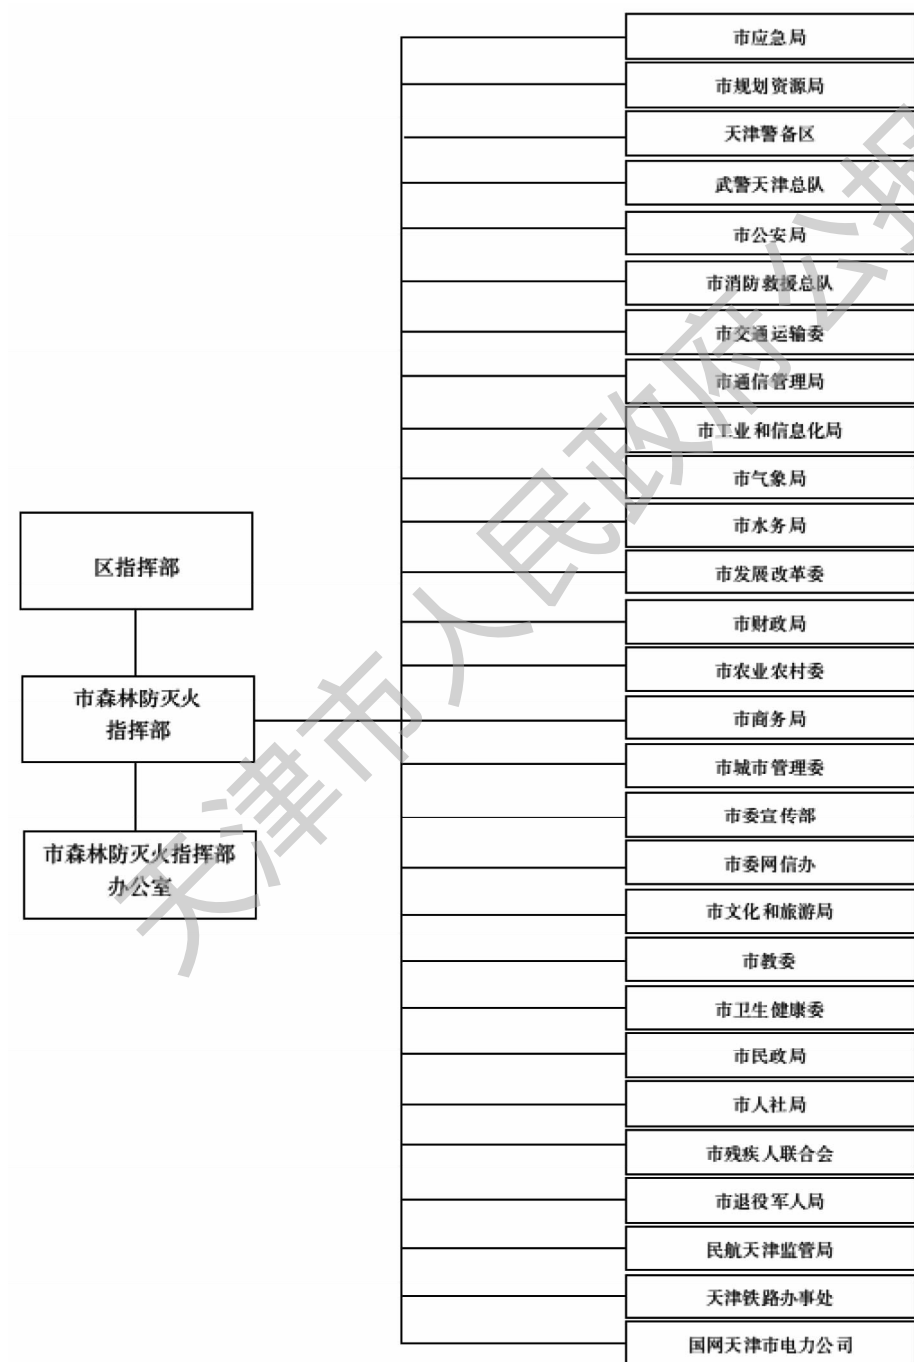 市应急局
市规划资源局
天津警备区
武警天津总队
市公安局
市消防救援总队
市交通运输委
市通信管理局
市工业和信息化局
市气象局
市水务局
市发展改革委
市财政局
市农业农村委
市商务局
市城市管理委
市委宣传部
市委网信办
市文化和旅游局
市教委
市卫生健康委
市民政局
市人社局
市残疾人联合会
市退役军人局
民航天津监管局
天津铁路办事处
国网天津市电力公司
区指挥部
市森林防灭火
指挥部
市森林防灭火指挥部
办公室
天津市人民政府公报